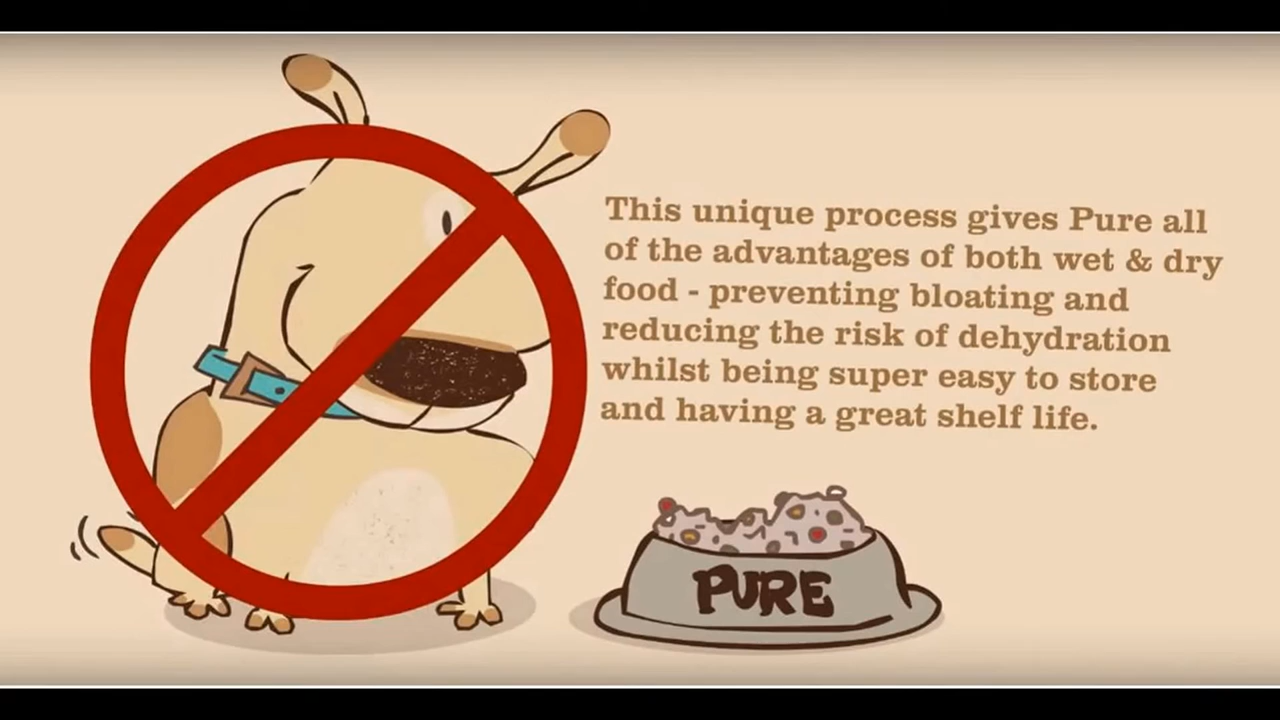 This unique process gives Pure all
of the advantages of both wet & dry
food - preventing bloating and
reducing the risk of dehydration
whilst being super easy to store
and having a great shelf life.
PURE